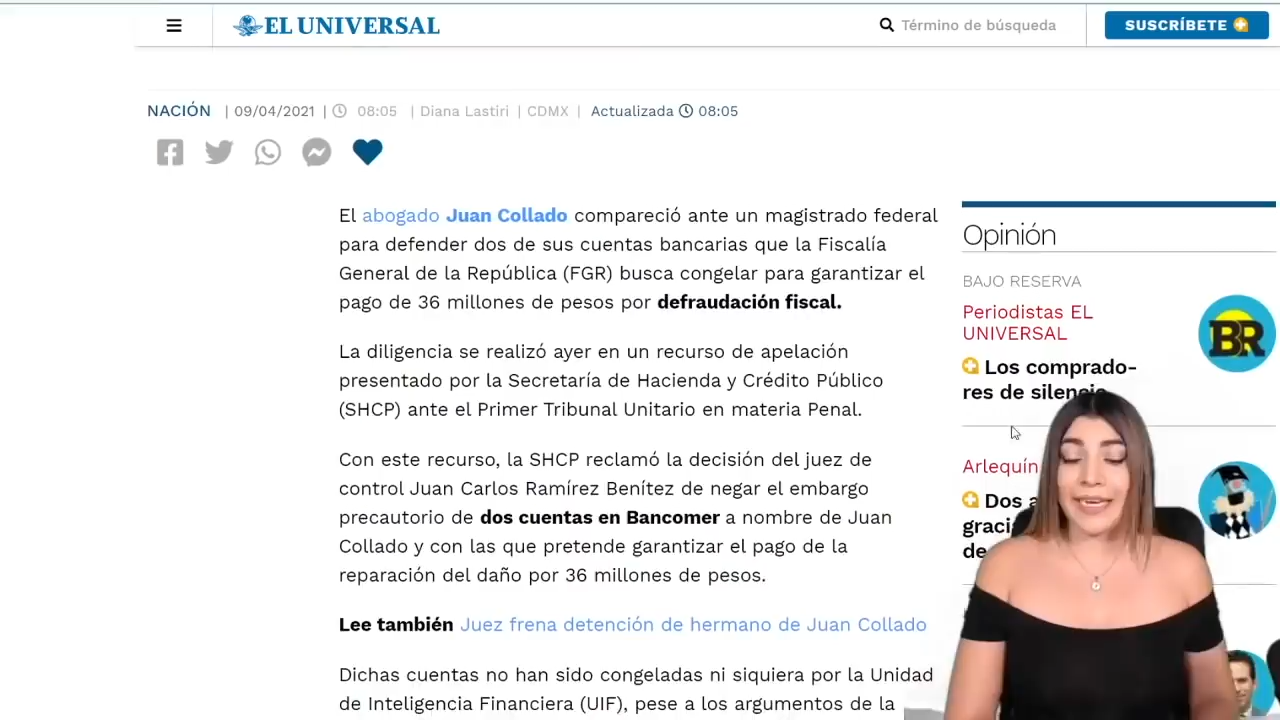 EL UNIVERSAL
Término de búsqueda
SUSCRÍBETE
NACIÓN | 09/04/2021 | 08:05 | Diana Lastiri | CDMX | Actualizada 08:05
El abogado Juan Collado compareció ante un magistrado federal
para defender dos de sus cuentas bancarias que la Fiscalía
General de la República (FGR) busca congelar para garantizar el
pago de 36 millones de pesos por defraudación fiscal.
La diligencia se realizó ayer en un recurso de apelación
presentado por la Secretaría de Hacienda y Crédito Público
(SHCP) ante el Primer Tribunal Unitario en materia Penal.
Con este recurso, la SHCP reclamó la decisión del juez de
control Juan Carlos Ramírez Benítez de negar el embargo
precautorio de dos cuentas en Bancomer a nombre de Juan
Collado y con las que pretende garantizar el pago de la
reparación del daño por 36 millones de pesos.
Lee también Juez frena detención de hermano de Juan Collado
Dichas cuentas no han sido congeladas ni siquiera por la Unidad
de Inteligencia Financiera (UIF), pese a los argumentos de la
Opinión
BAJO RESERVA
Periodistas EL
UNIVERSAL
BR
Los comprado-
res de silencio
Arlequín
Dos
de